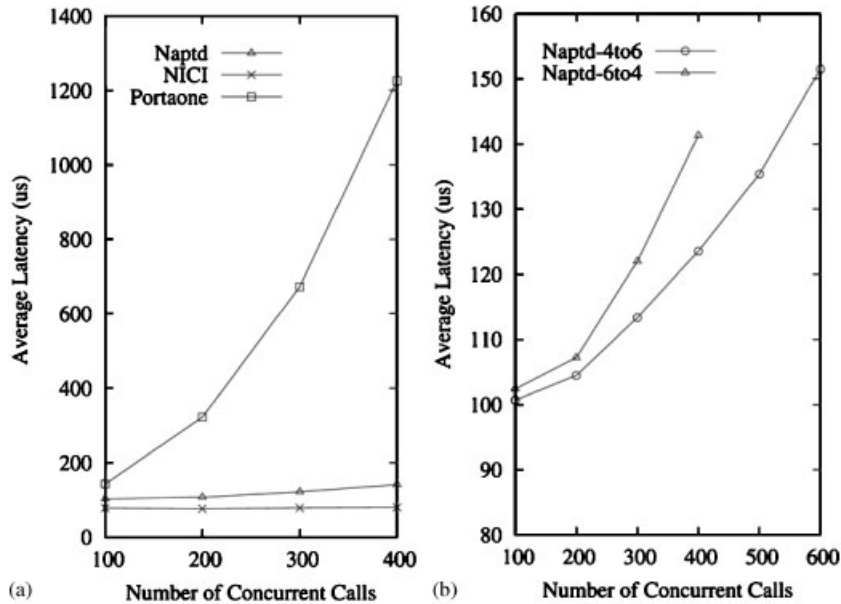 1400
1200
1000
800
600
400
200
0
Average Latency (us)
Naptd
NICI
Portaone
100 200 300 400
(a) Number of Concurrent Calls
160
150
140
130
120
110
100
90
80
Average Latency (us)
Naptd-4to6
Naptd-6to4
100 200 300 400 500 600
(b) Number of Concurrent Calls